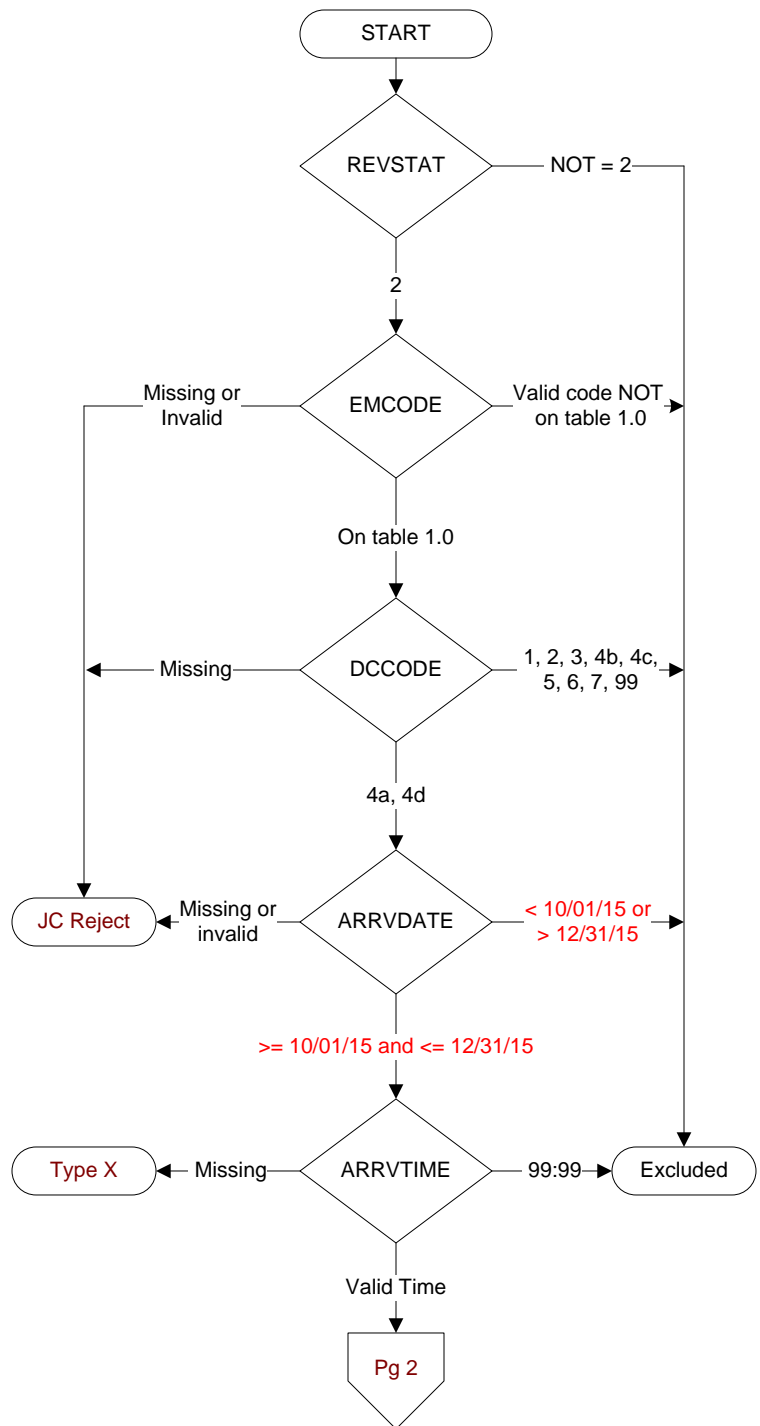 START
REVSTAT
NOT = 2
2
Missing or
Invalid
EMCODE
Valid code NOT
on table 1.0
On table 1.0
Missing
DCCODE
1, 2, 3, 4b, 4c,
5, 6, 7, 99
4a, 4d
JC Reject
Missing or
invalid
ARRVDATE
< 10/01/15 or
> 12/31/15
>= 10/01/15 and <= 12/31/15
Type X
Missing
ARRVTIME
99:99
Excluded
Valid Time
Pg 2